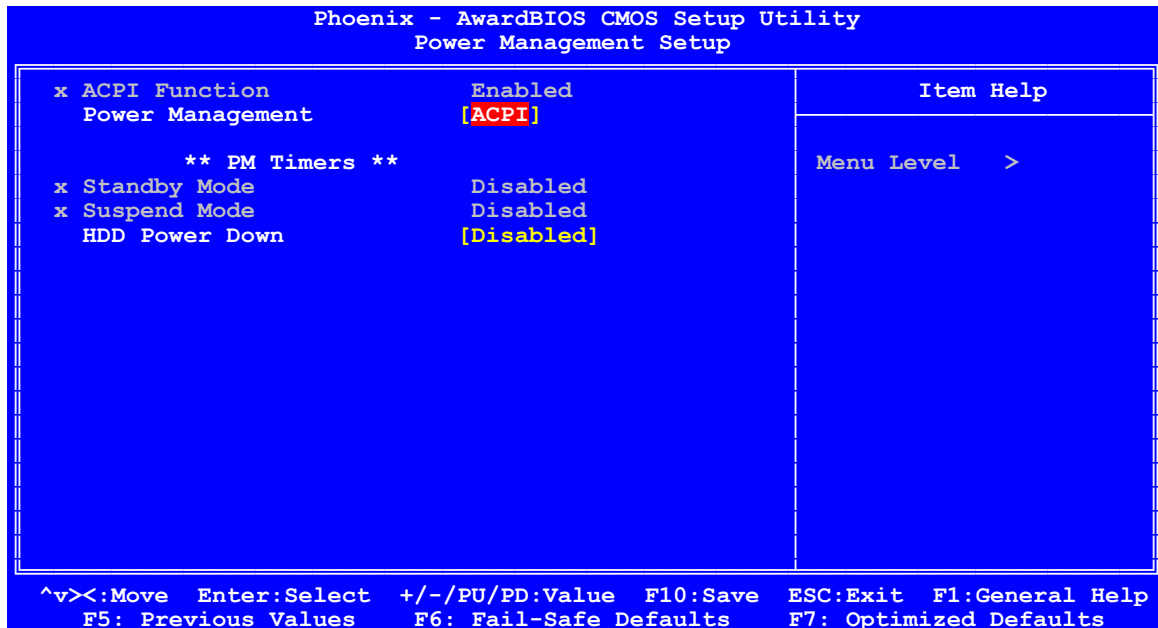 Phoenix - AwardBIOS CMOS Setup Utility
Power Management Setup
x ACPI Function Enabled
Power Management [ACPI]
** PM Timers **
x Standby Mode Disabled
x Suspend Mode Disabled
HDD Power Down [Disabled]
Item Help
Menu Level >
^v><:Move Enter:Select +/-/PU/PD:Value F10:Save ESC:Exit F1:General Help
F5: Previous Values F6: Fail-Safe Defaults F7: Optimized Defaults